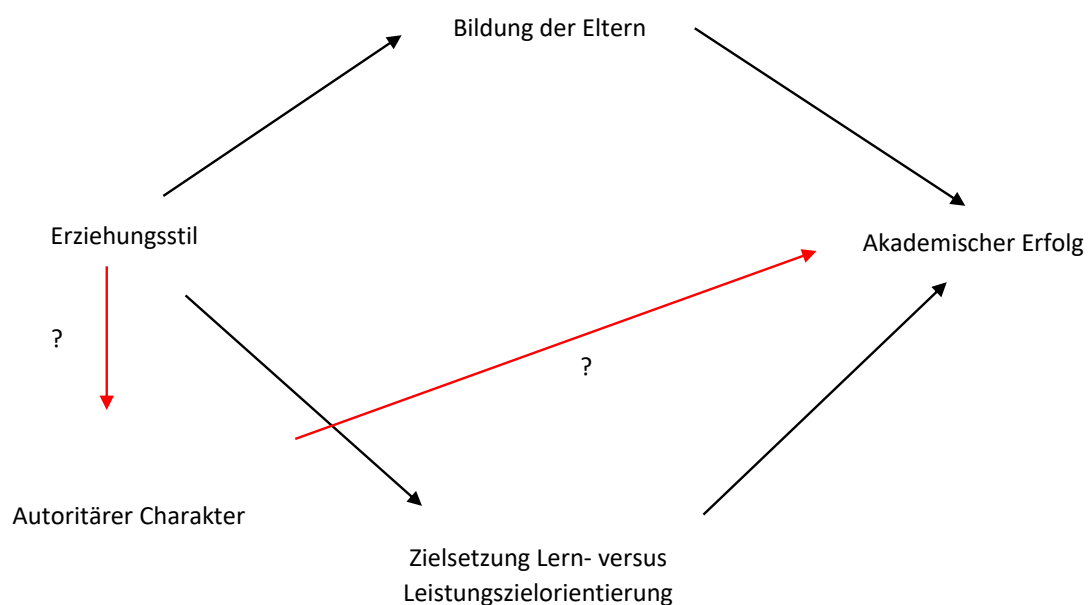 Bildung der Eltern
Erziehungsstil
Akademischer Erfolg
?
?
Autoritärer Charakter
Zielsetzung Lern- versus
Leistungszielorientierung